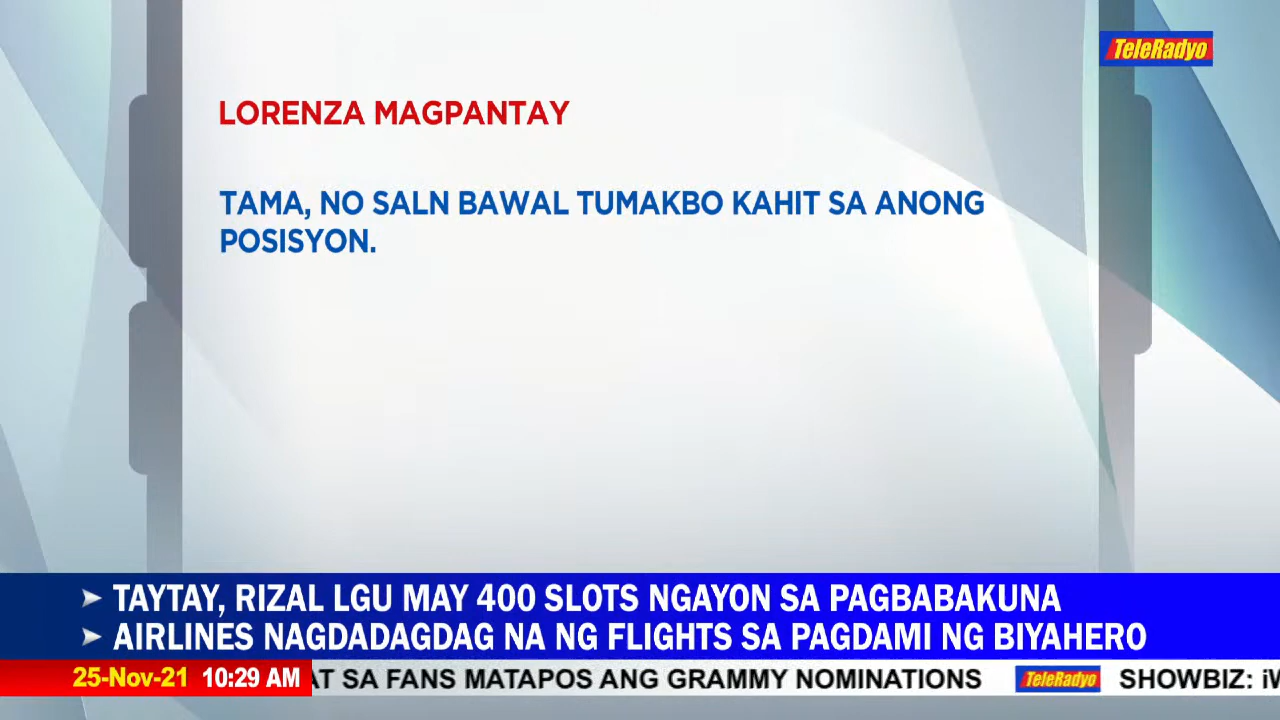 TeleRadyo
LORENZA MAGPANTAY
TAMA, NO SALN BAWAL TUMAKBO KAHIT SA ANONG
POSISYON.
➢ TAYTAY, RIZAL LGU MAY 400 SLOTS NGAYON SA PAGBABAKUNA
➢ AIRLINES NAGDADAGDAG NA NG FLIGHTS SA PAGDAMI NG BIYAHERO
25-Nov-21 10:29 AM AT SA FANS MATAPOS ANG GRAMMY NOMINATIONS TeleRadyo SHOWBIZ: